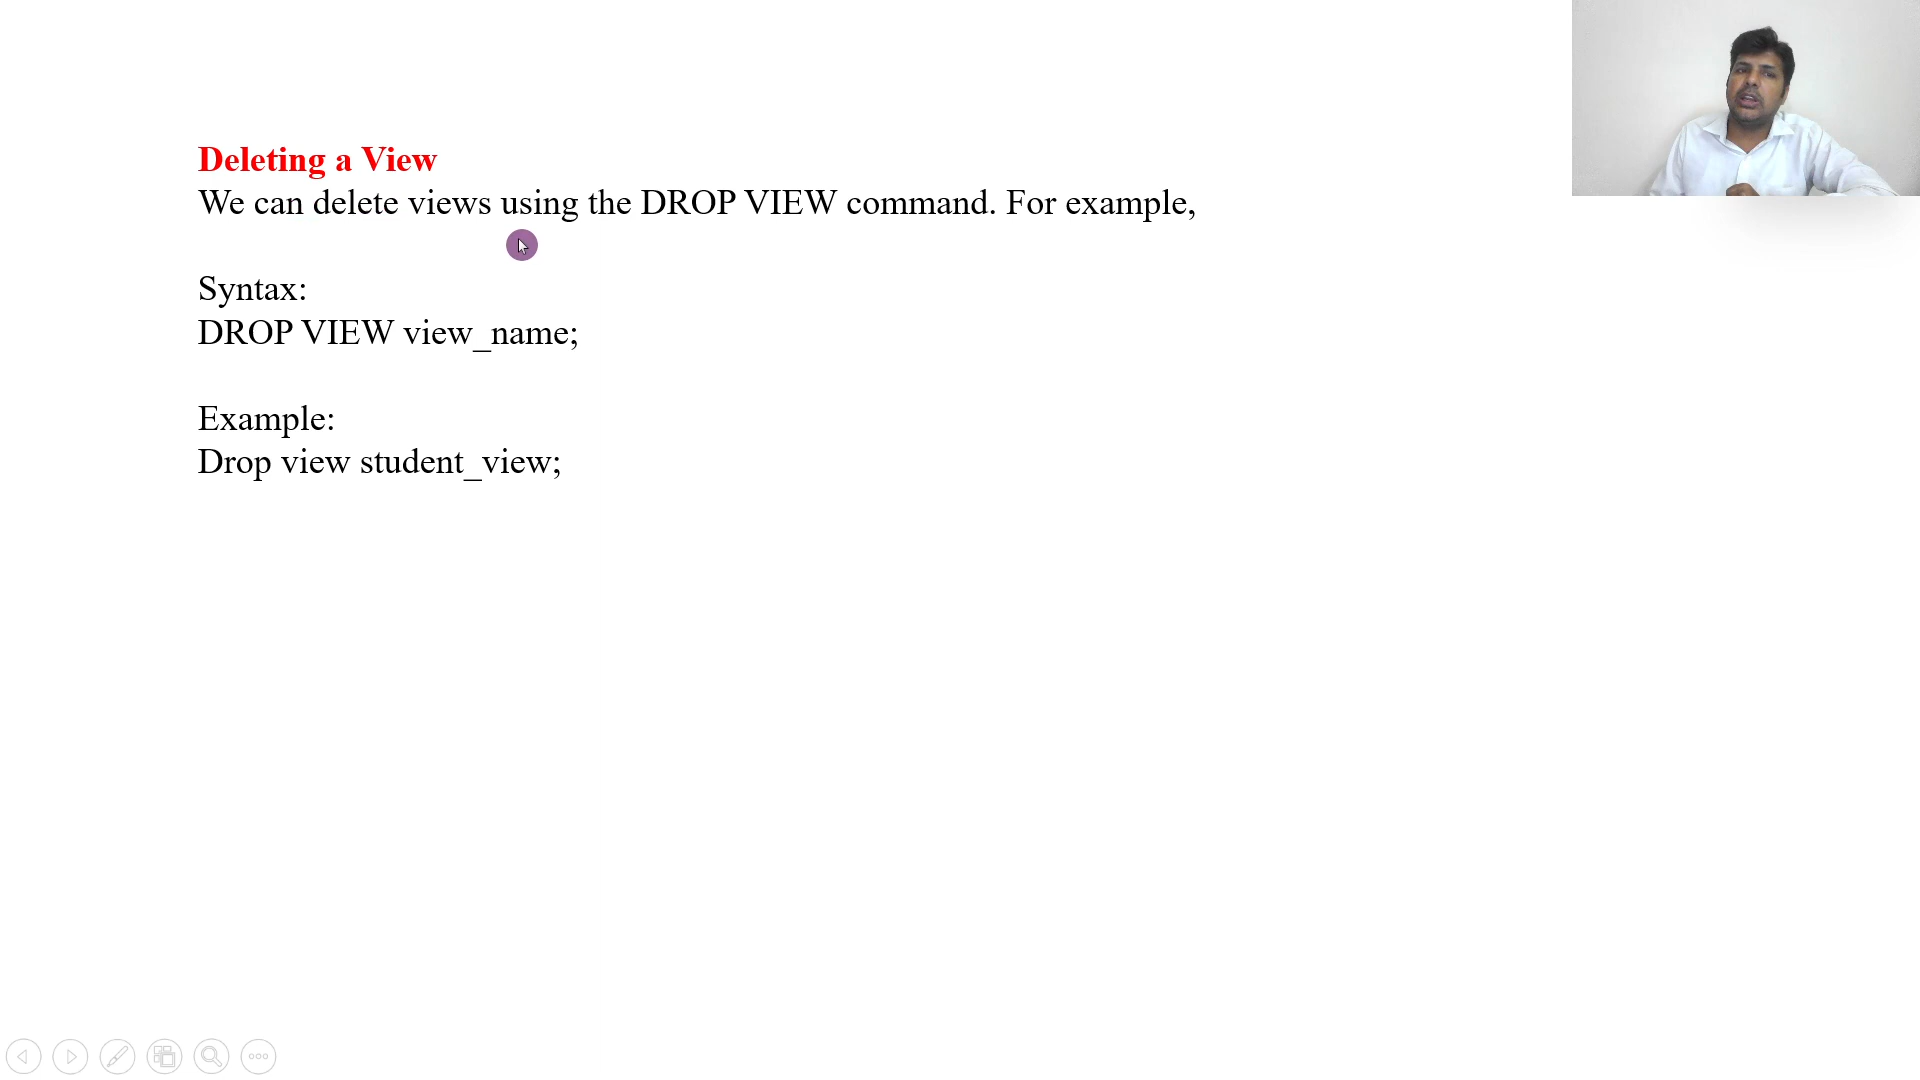 Deleting a View
We can delete views using the DROP VIEW command. For example,
Syntax:
DROP VIEW view_name;
Example:
Drop view student_view;